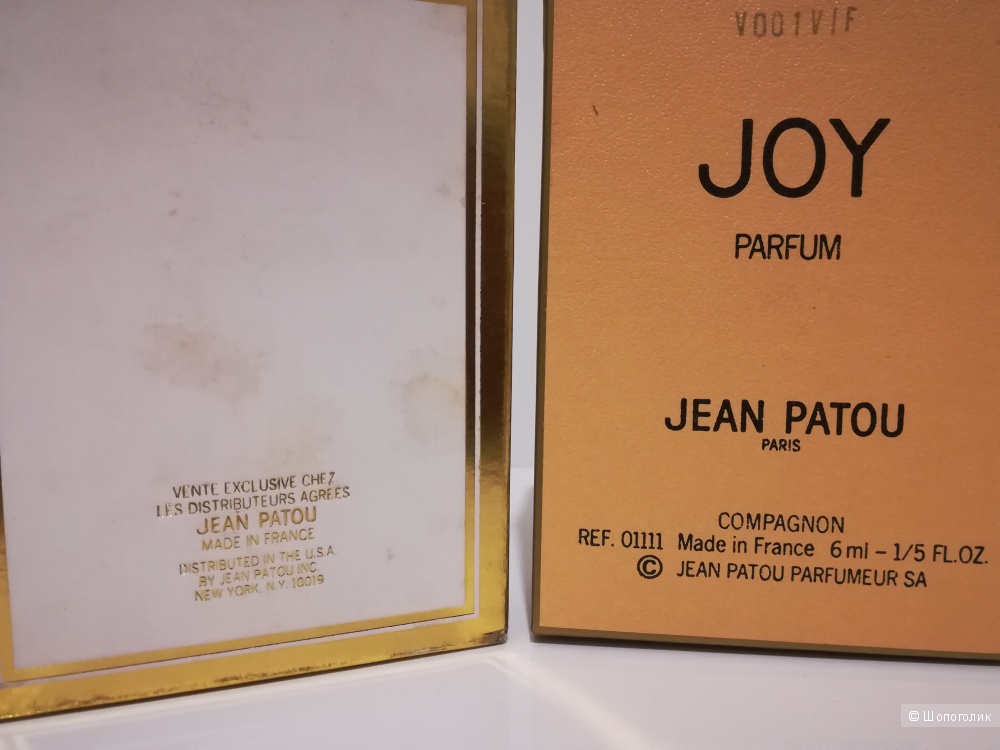 VENTE EXCLUSIVE CHEZ
LES DISTRIBUTEURS AGRÉES
JEAN PATOU
MADE IN FRANCE
DISTRIBUTED IN THE U.S.A.
BY JEAN PATOU INC.
NEW YORK, N.Y. 10019
V001V/F
JOY
PARFUM
JEAN PATOU
PARIS
COMPAGNON
REF. 01111 Made in France 6 ml – 1/5 FL.OZ.
© JEAN PATOU PARFUMEUR SA
© Шопоголик